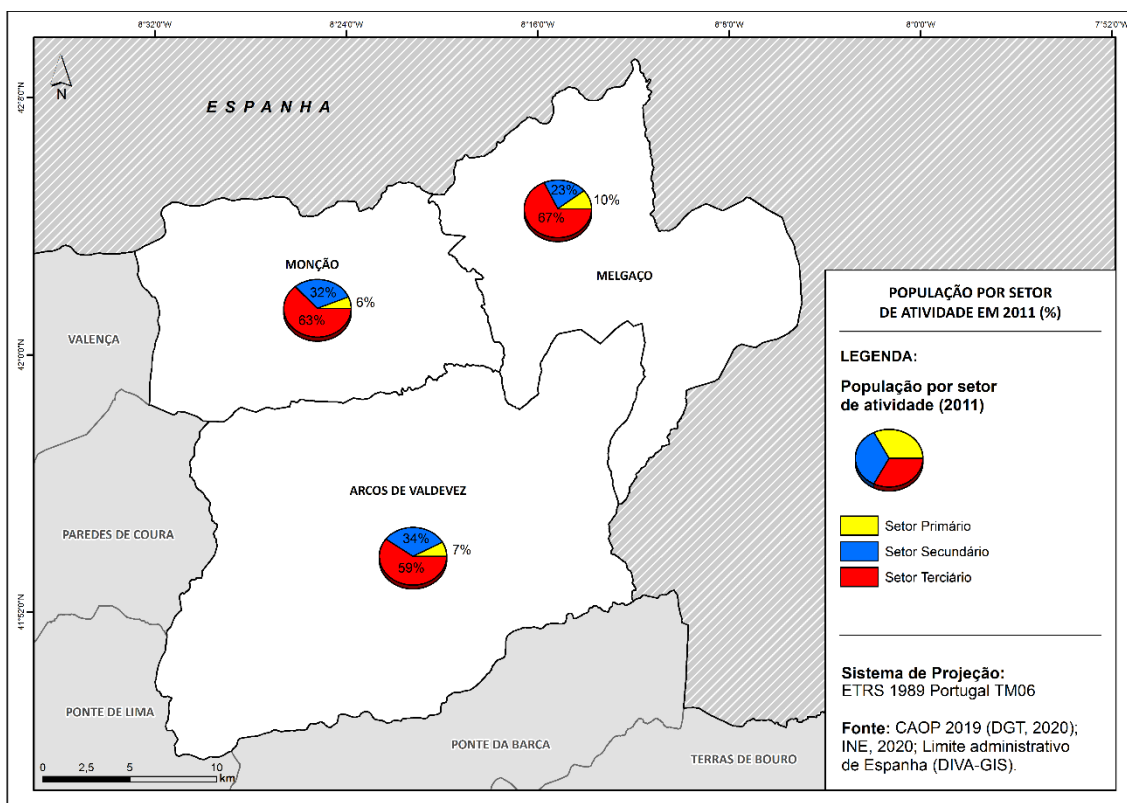 8°32'0"W
8°24'0"W
8°16'0"W
8°8'0"W
8°0'0"W
7°52'0"W
42°8'0"N
42°0'0"N
41°52'0"N
N
ESPANHA
23%
10%
67%
MELGAÇO
MONÇÃO
32%
6%
63%
VALENÇA
ARCOS DE VALDEVEZ
34%
7%
59%
PAREDES DE COURA
PONTE DE LIMA
PONTE DA BARCA
TERRAS DE BOURO
0 2,5 5 10
km
POPULAÇÃO POR SETOR
DE ATIVIDADE EM 2011 (%)
LEGENDA:
População por setor
de atividade (2011)
Setor Primário
Setor Secundário
Setor Terciário
Sistema de Projeção:
ETRS 1989 Portugal TM06
Fonte: CAOP 2019 (DGT, 2020);
INE, 2020; Limite administrativo
de Espanha (DIVA-GIS).